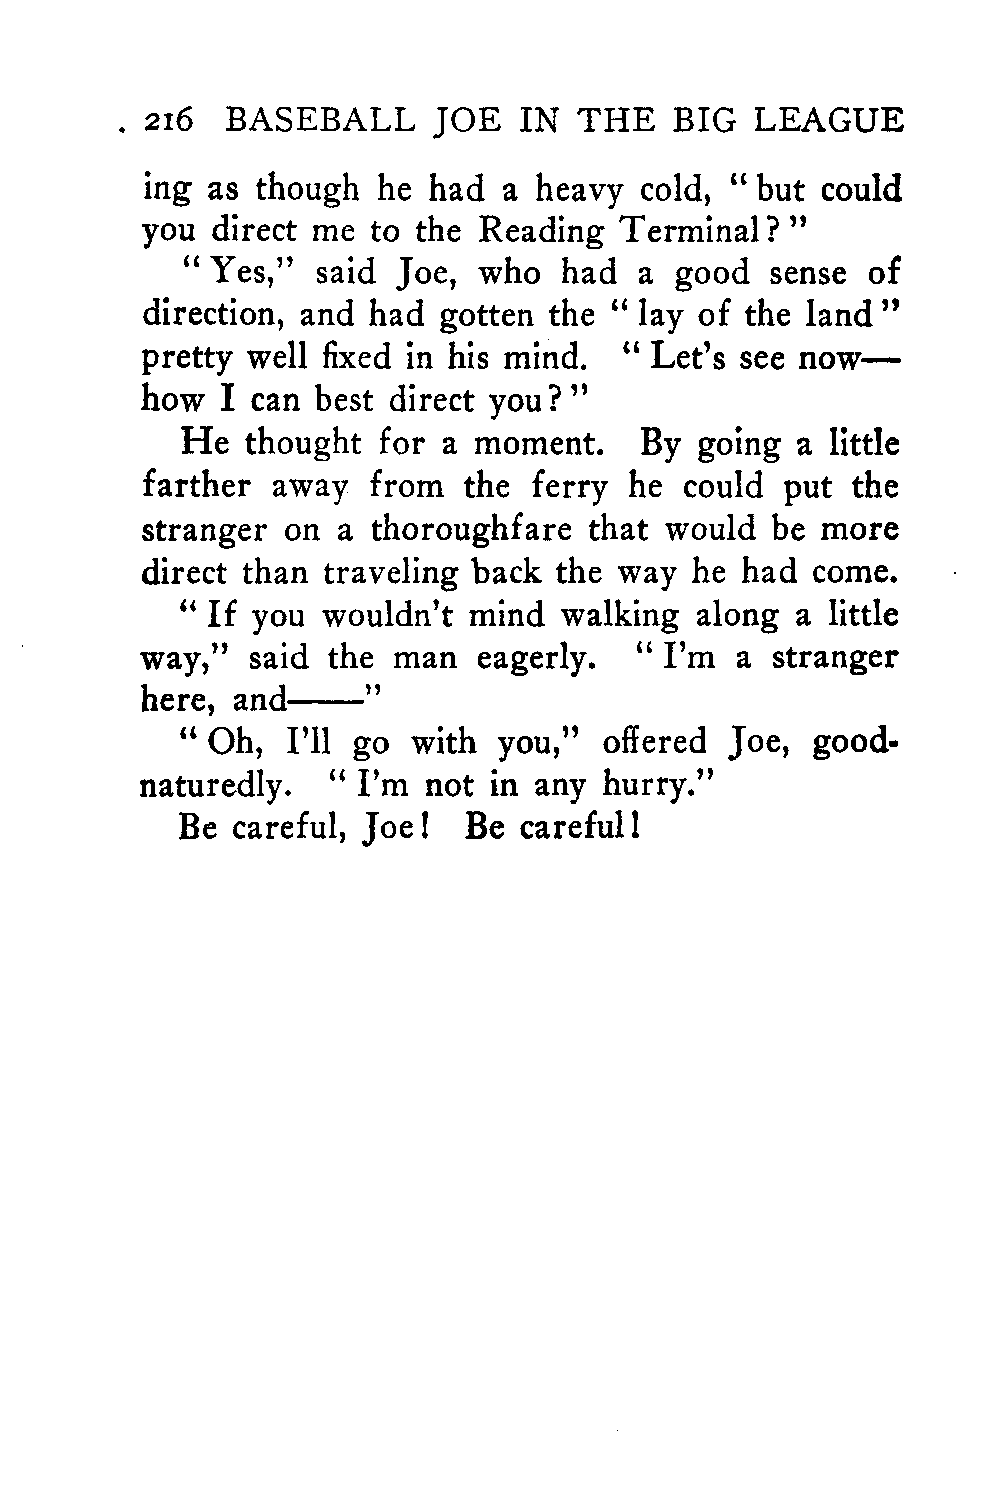 216 BASEBALL JOE IN THE BIG LEAGUE
ing as though he had a heavy cold, “but could
you direct me to the Reading Terminal?”
“Yes,” said Joe, who had a good sense of
direction, and had gotten the “lay of the land”
pretty well fixed in his mind. “Let’s see now—
how I can best direct you?”
He thought for a moment. By going a little
farther away from the ferry he could put the
stranger on a thoroughfare that would be more
direct than traveling back the way he had come.
“If you wouldn’t mind walking along a little
way,” said the man eagerly. “I’m a stranger
here, and——”
“Oh, I’ll go with you,” offered Joe, good-
naturedly. “I’m not in any hurry.”
Be careful, Joe! Be careful!